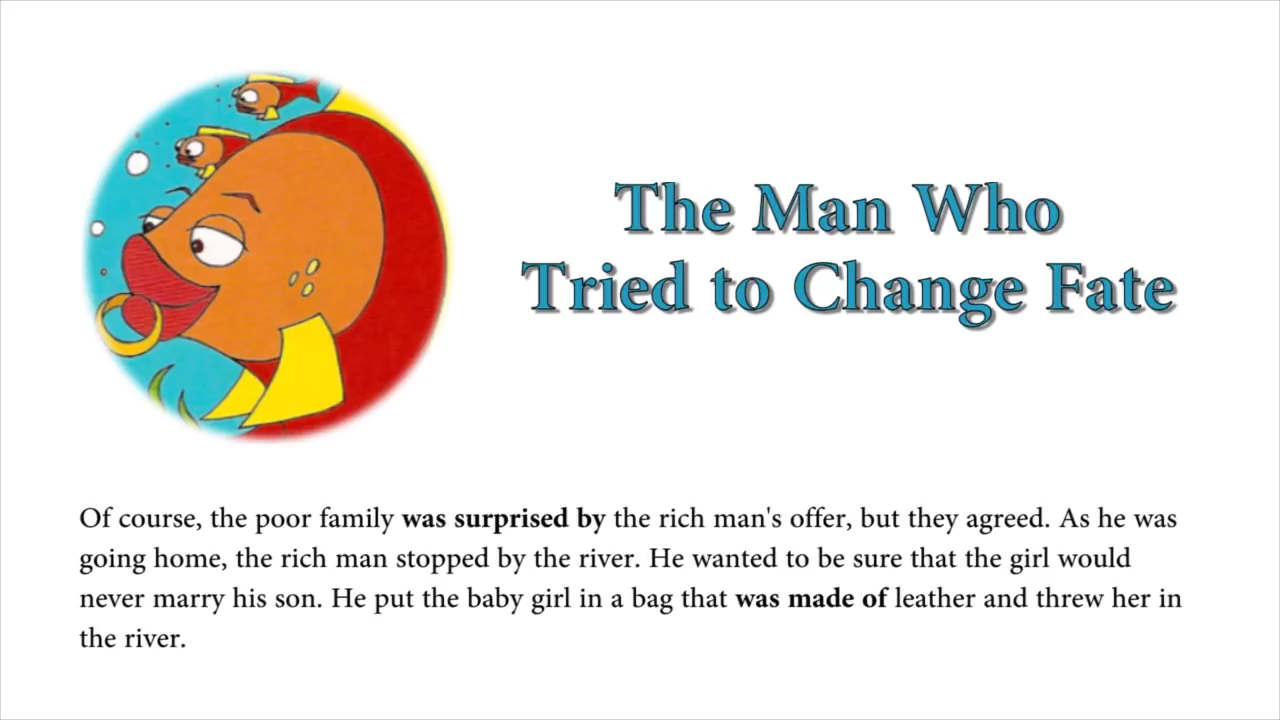 The Man Who
Tried to Change Fate
Of course, the poor family was surprised by the rich man's offer, but they agreed. As he was
going home, the rich man stopped by the river. He wanted to be sure that the girl would
never marry his son. He put the baby girl in a bag that was made of leather and threw her in
the river.